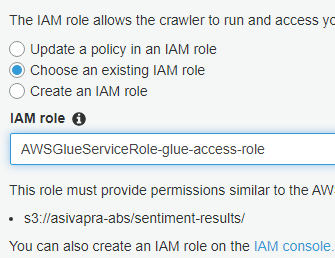 The IAM role allows the crawler to run and access yo
Update a policy in an IAM role
Choose an existing IAM role
Create an IAM role
IAM role
AWSGlueServiceRole-glue-access-role
This role must provide permissions similar to the AW
s3://asivapra-abs/sentiment-results/
You can also create an IAM role on the IAM console.